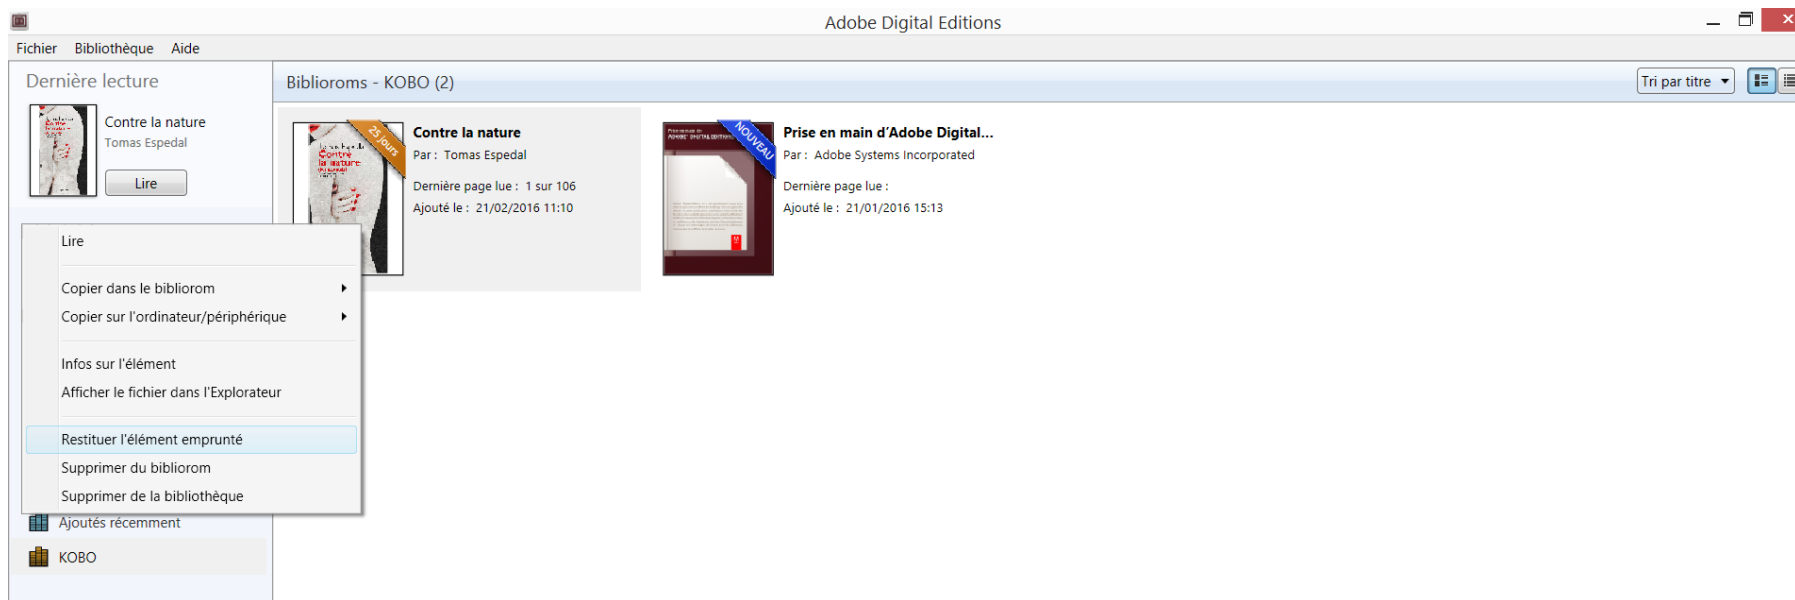 Adobe Digital Editions
Fichier Bibliothèque Aide
Dernière lecture
Contre la nature
Tomas Espedal
Lire
Biblioroms - KOBO (2)
Tri par titre
25 jours
Contre la nature
Par : Tomas Espedal
Dernière page lue : 1 sur 106
Ajouté le : 21/02/2016 11:10
NOUVEAU
Prise en main d'Adobe Digital...
Par : Adobe Systems Incorporated
Dernière page lue :
Ajouté le : 21/01/2016 15:13
Contre
la nature
Lire
Copier dans le bibliorom
Copier sur l'ordinateur/périphérique
Infos sur l'élément
Afficher le fichier dans l'Explorateur
Restituer l'élément emprunté
Supprimer du bibliorom
Supprimer de la bibliothèque
Ajoutés récemment
KOBO